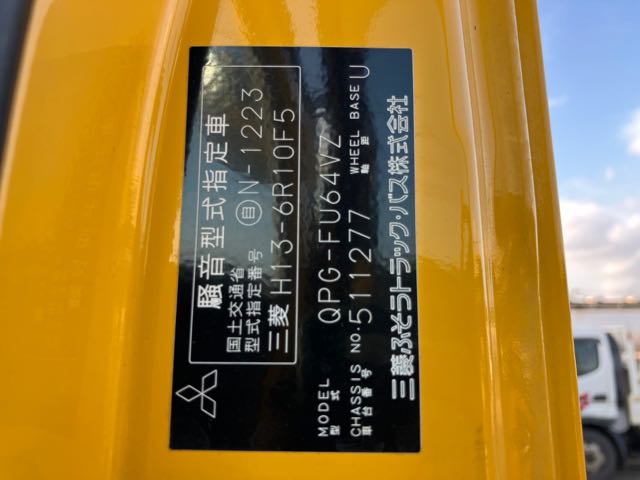 騒音型式指定車
国土交通省
型式指定番号 自N-1223
三菱 H13-6R10F5
MODEL
型式 QPG-FU64VZ
CHASSIS NO. 511277 WHEEL BASE U
車台番号 軸距
三菱ふそうトラック・バス株式会社